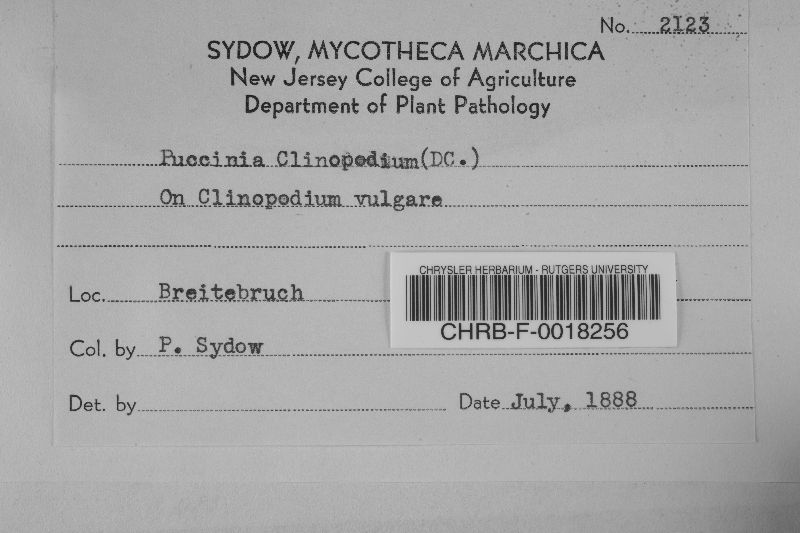 No. 2123
SYDOW, MYCOTHECA MARCHICA
New Jersey College of Agriculture
Department of Plant Pathology
Puccinia Clinopodium(DC.)
On Clinopodium vulgare
CHRYSLER HERBARIUM - RUTGERS UNIVERSITY
CHRB-F-0018256
Loc. Breitebruch
Col. by P. Sydow
Det. by
Date July, 1888